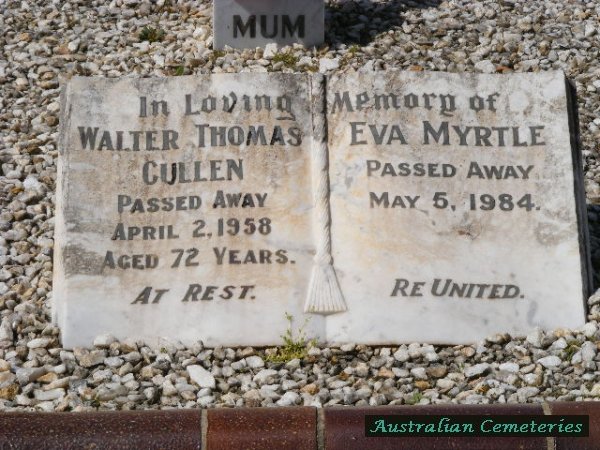 MUM
In Loving Memory of
WALTER THOMAS
CULLEN
PASSED AWAY
APRIL 2, 1958
AGED 72 YEARS.
AT REST.
EVA MYRTLE
PASSED AWAY
MAY 5, 1984.
RE UNITED.
Australian Cemeteries